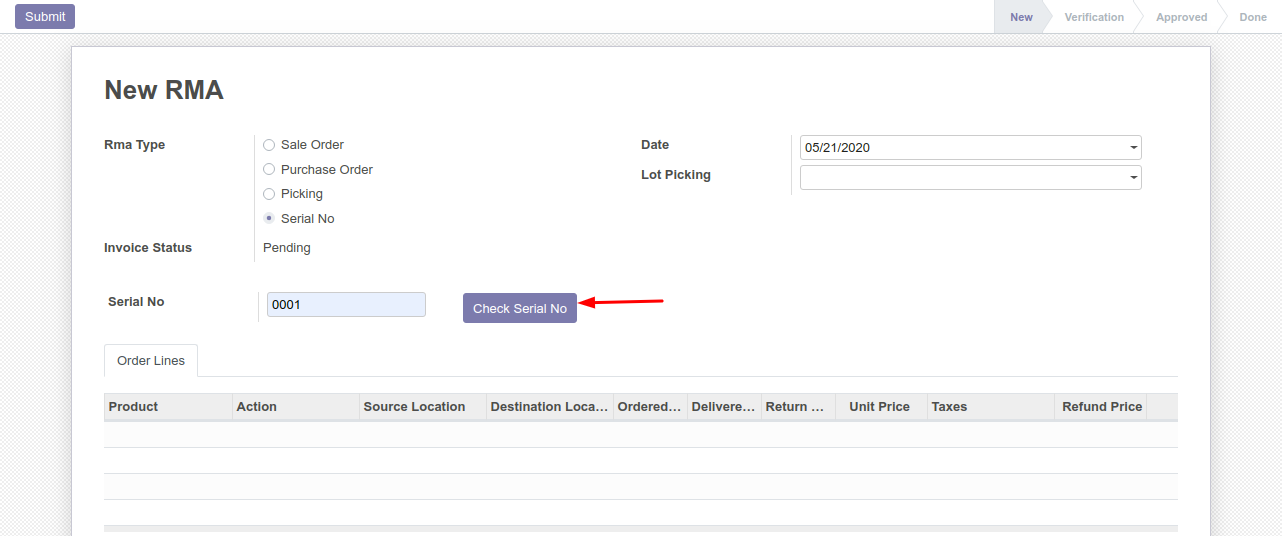 Submit
New Verification Approved Done
New RMA
Rma Type
Sale Order
Purchase Order
Picking
Serial No
Invoice Status Pending
Date 05/21/2020
Lot Picking
Serial No 0001 Check Serial No
Order Lines
Product Action Source Location Destination Loca... Ordered... Delivere... Return ... Unit Price Taxes Refund Price